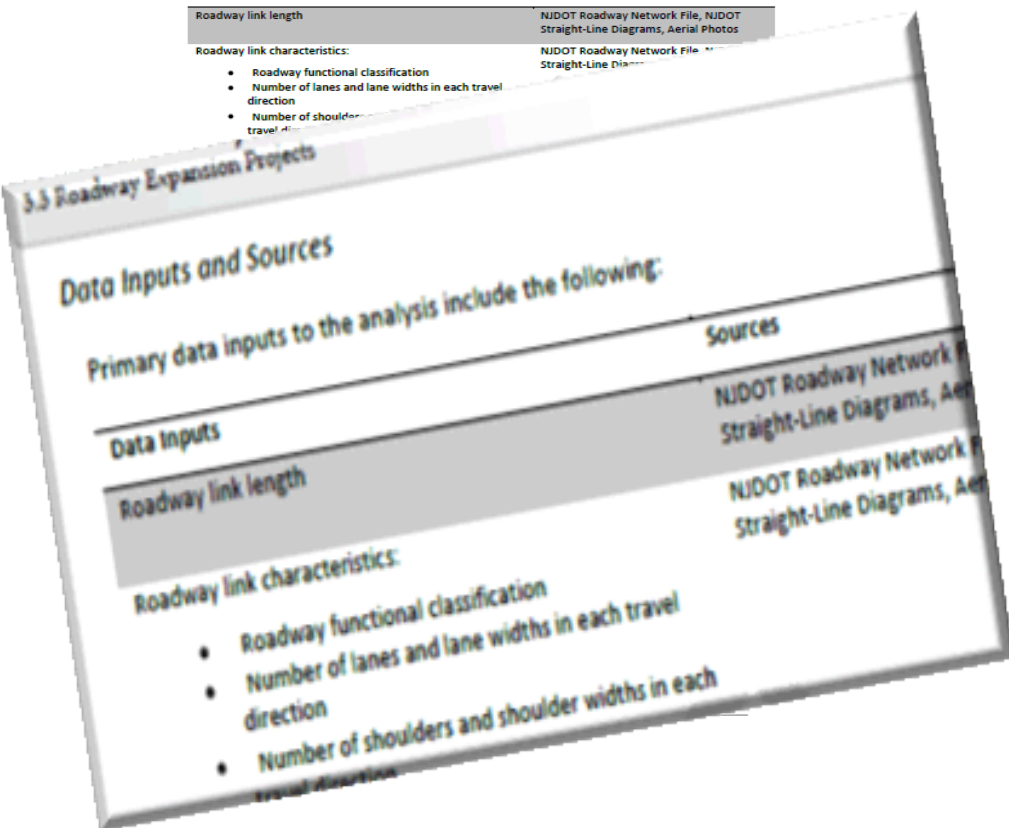 Roadway link length
NJDOT Roadway Network File, NJDOT
Straight-Line Diagrams, Aerial Photos
Roadway link characteristics:
NJDOT Roadway Network File,
Straight-Line
• Roadway functional classification
• Number of lanes and lane widths in each travel
direction
• Number of
travel
3.3 Roadway Expansion Projects
Data Inputs and Sources
Primary data inputs to the analysis include the following:
Data Inputs
Sources
Roadway link length
NJDOT Roadway Network
Straight-Line Diagrams,
Roadway link characteristics:
NJDOT Roadway Network
Straight-Line Diagrams,
• Roadway functional classification
• Number of lanes and lane widths in each travel
direction
• Number of shoulders and shoulder widths in each
travel direction